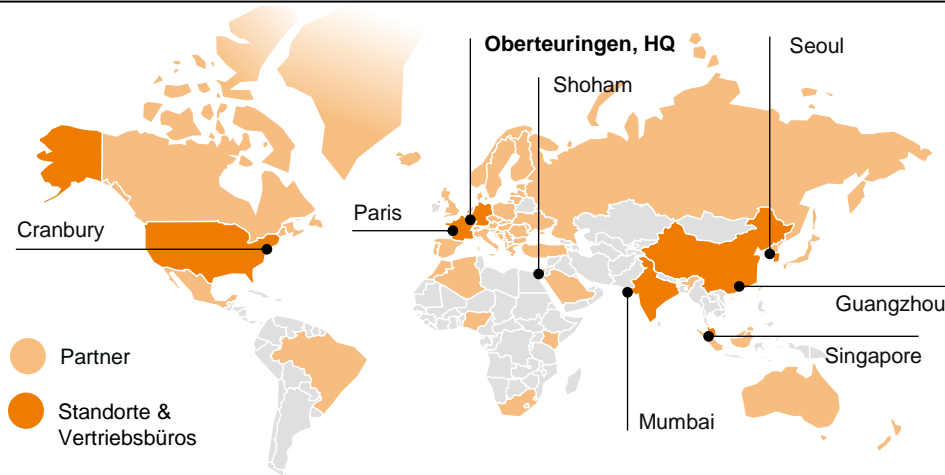 Oberteuringen, HQ
Seoul
Shoham
Paris
Cranbury
Guangzhou
Singapore
Mumbai
Partner
Standorte &
Vertriebsbüros